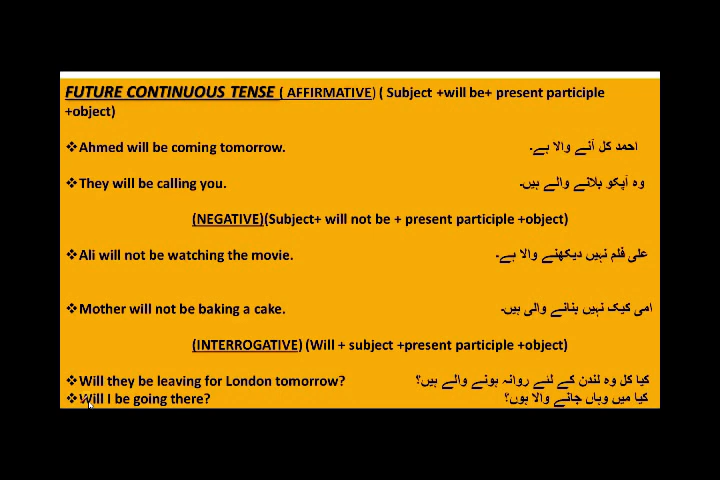 FUTURE CONTINUOUS TENSE ( AFFIRMATIVE) ( Subject +will be+ present participle
+object)
❖Ahmed will be coming tomorrow. احمد کل آنے والا ہے۔
❖They will be calling you. وہ آپکو بلانے والے ہیں۔
(NEGATIVE)(Subject+ will not be + present participle +object)
❖Ali will not be watching the movie. علی فلم نہیں دیکھنے والا ہے۔
❖Mother will not be baking a cake. امی کیک نہیں بنانے والی ہیں۔
(INTERROGATIVE) (Will + subject +present participle +object)
❖Will they be leaving for London tomorrow? کیا کل وہ لندن کے لئے روانہ ہونے والے ہیں؟
❖Will I be going there? کیا میں وہاں جانے والا ہوں؟